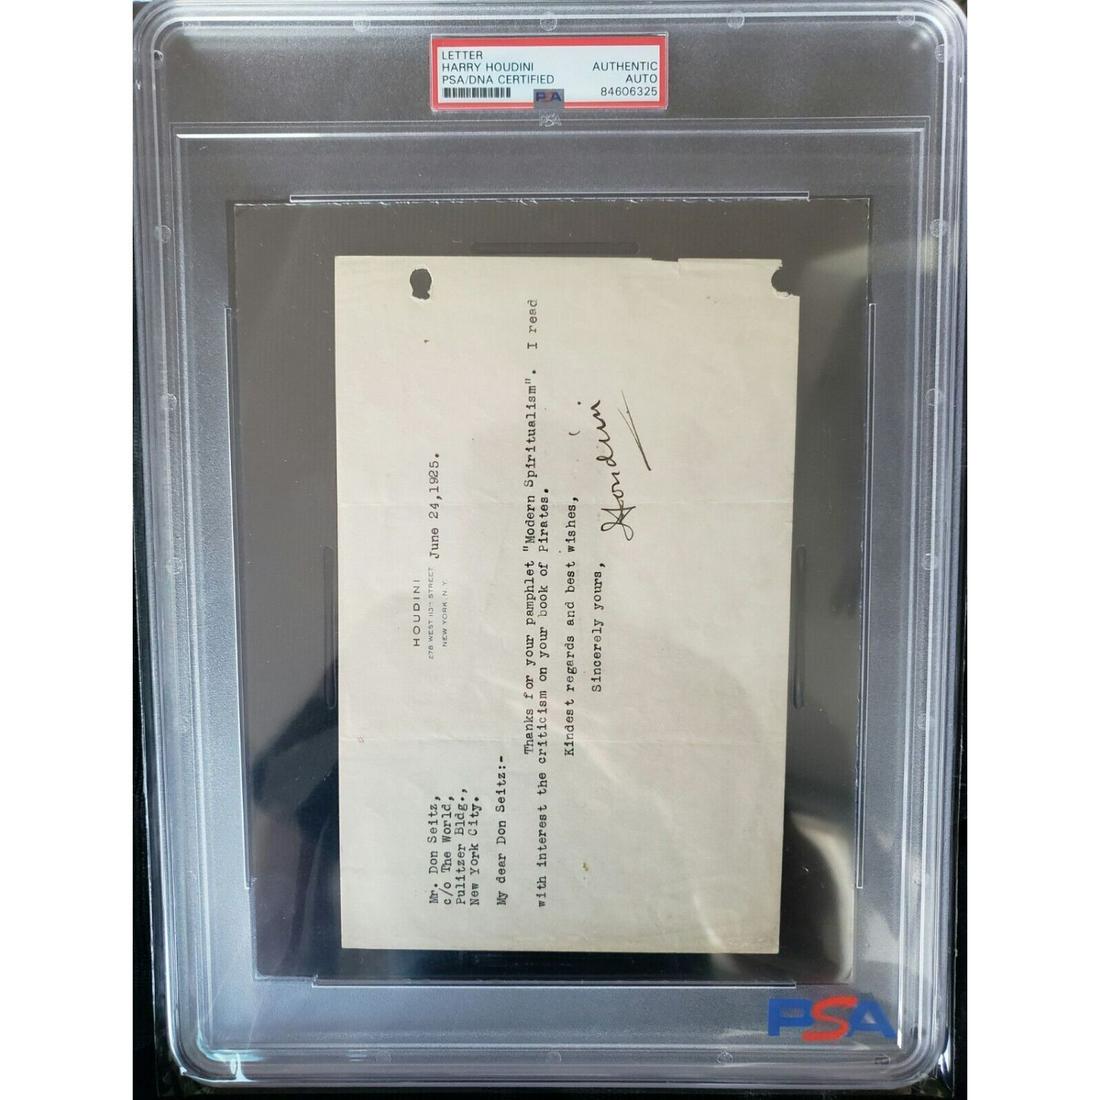 LETTER
HARRY HOUDINI
PSA/DNA CERTIFIED
AUTHENTIC
AUTO
84606325
PSA
PSA
HOUDINI
278 WEST 113TH STREET
NEW YORK N. Y.
June 24,1925.
Mr. Don Seitz,
c/o The World,
Pulitzer Bldg.,
New York City.
My dear Don Seitz:-
Thanks for your pamphlet "Modern Spiritualism". I read
with interest the criticism on your book of Pirates.
Kindest regards and best wishes,
Sincerely yours,
Houdini
PSA